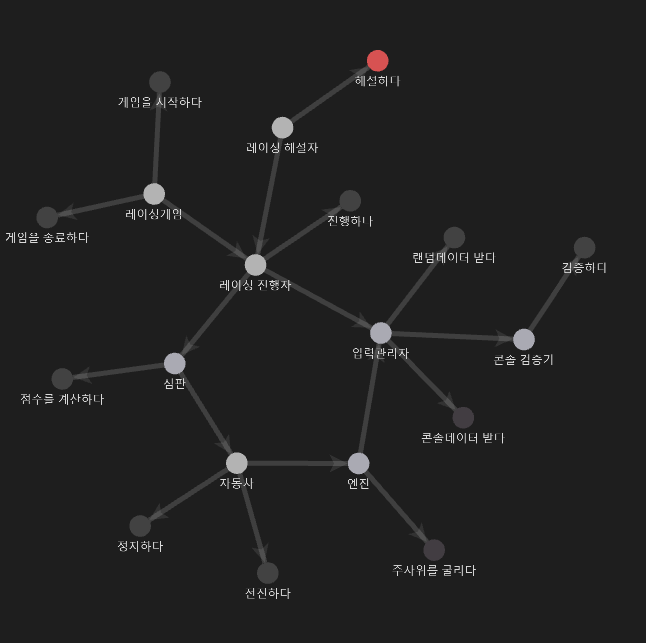 해설하다
게임을 시작하다
레이싱 해설자
레이싱게임
진행하다
게임을 종료하다
랜덤데이터 받다
검증하다
레이싱 진행자
입력관리자
콘솔 검증기
심판
점수를 계산하다
콘솔데이터 받다
자동차
엔진
정지하다
주사위를 굴리다
전진하다